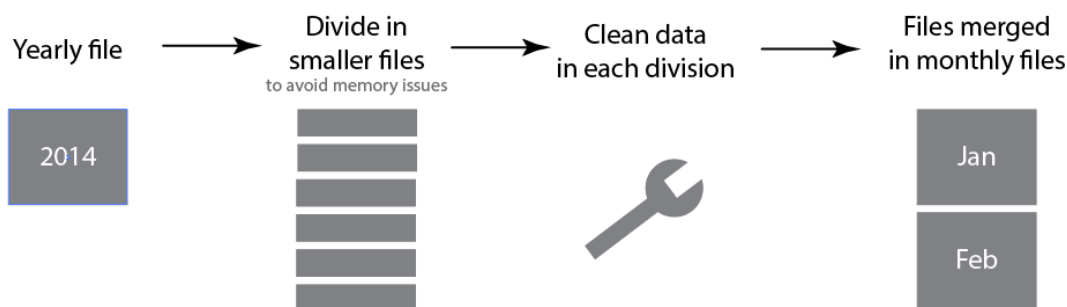 Yearly file
Divide in
smaller files
to avoid memory issues
Clean data
in each division
Files merged
in monthly files
2014
Jan
Feb